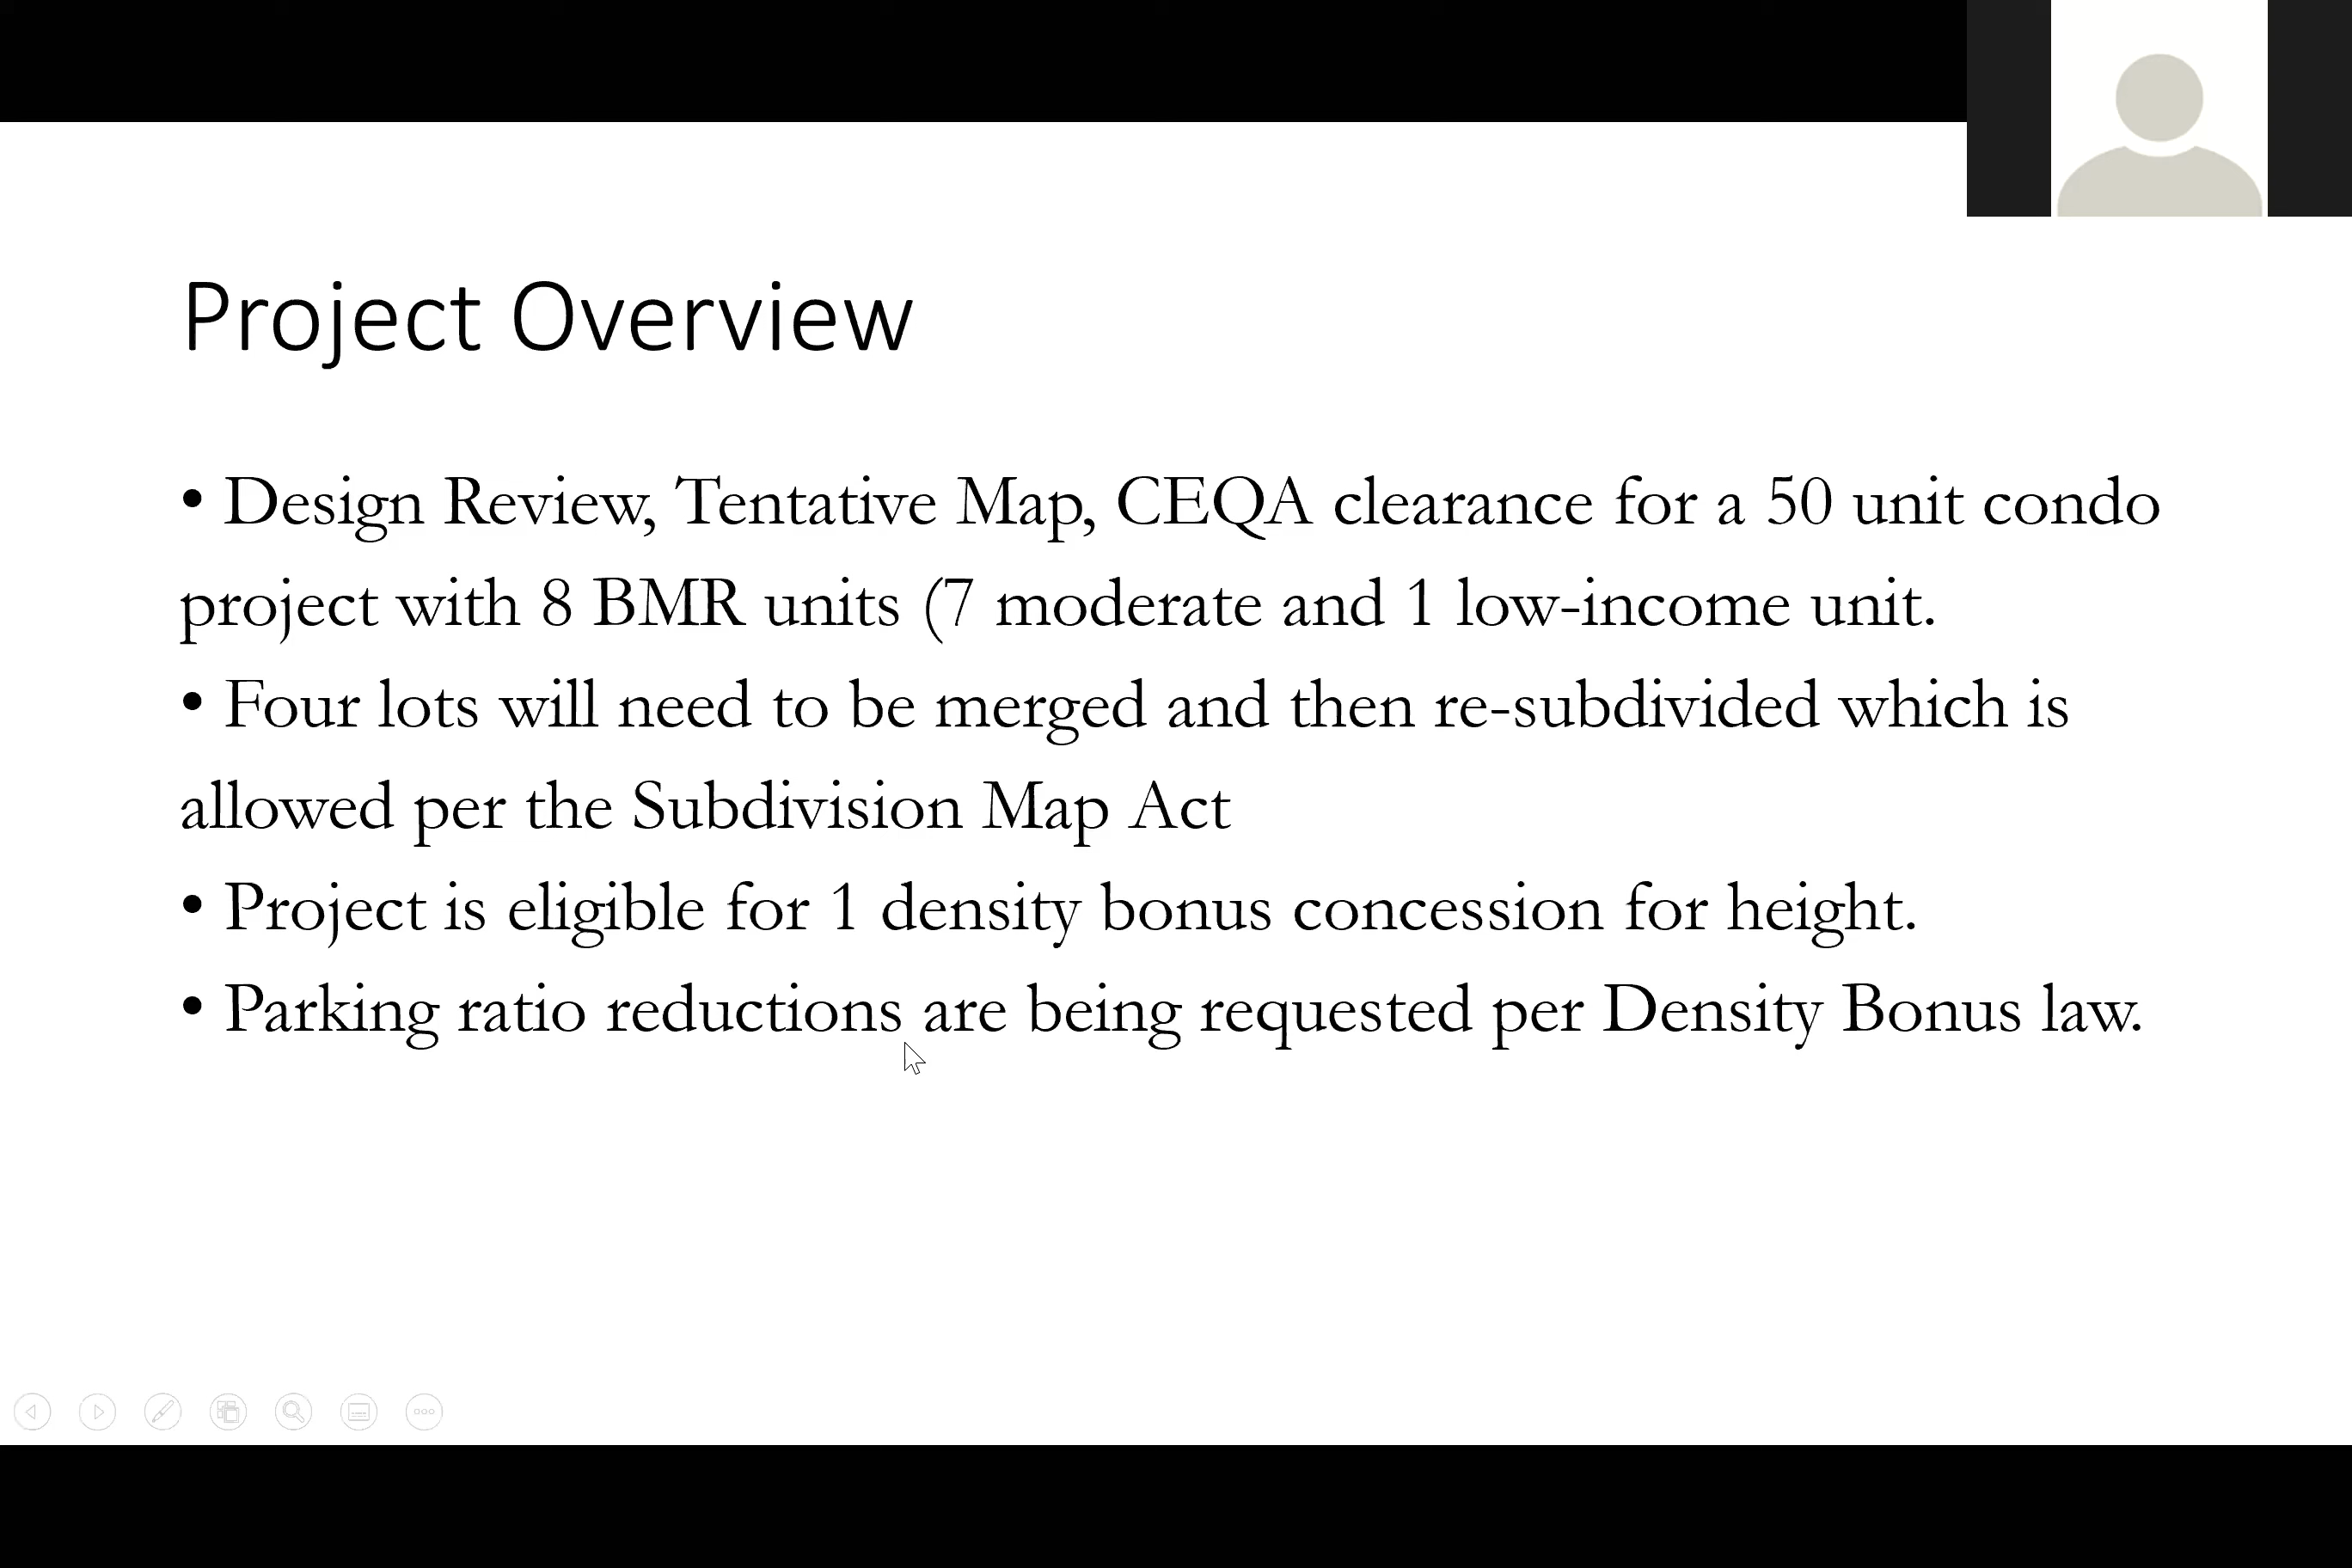 Project Overview
• Design Review, Tentative Map, CEQA clearance for a 50 unit condo
project with 8 BMR units (7 moderate and 1 low-income unit.
• Four lots will need to be merged and then re-subdivided which is
allowed per the Subdivision Map Act
• Project is eligible for 1 density bonus concession for height.
• Parking ratio reductions are being requested per Density Bonus law.